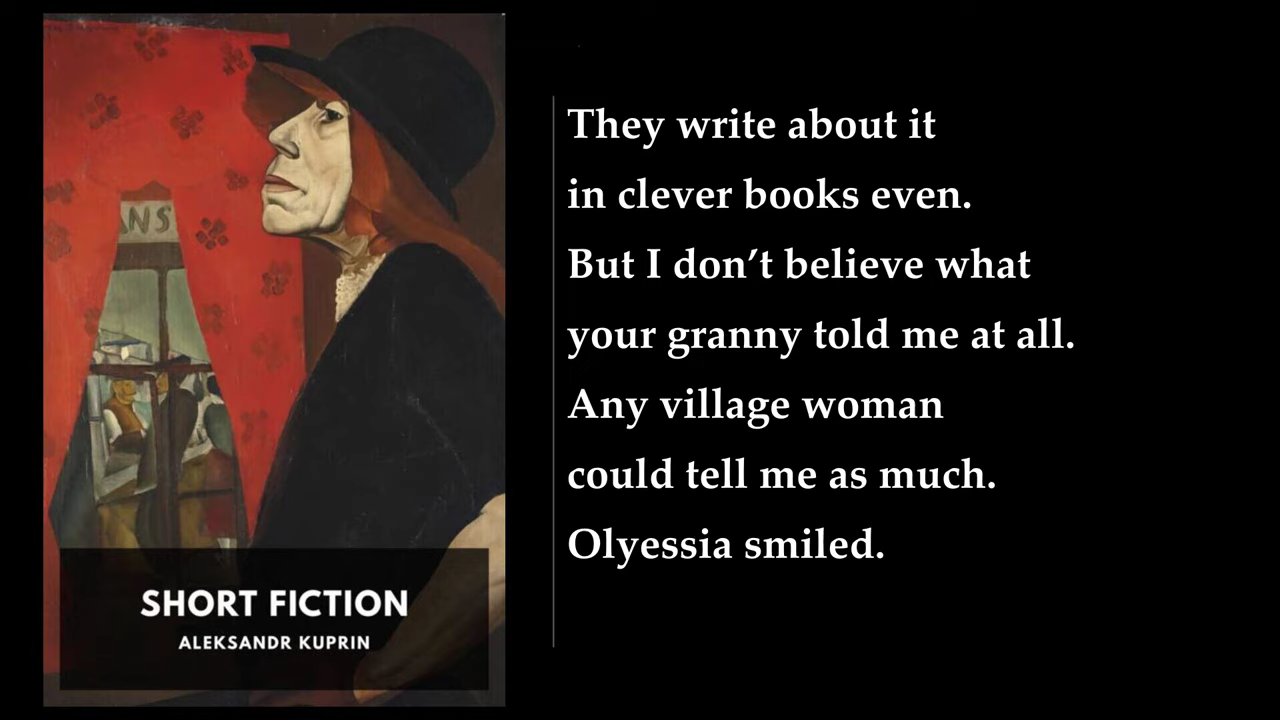 ANS
SHORT FICTION
ALEKSANDR KUPRIN
They write about it
in clever books even.
But I don’t believe what
your granny told me at all.
Any village woman
could tell me as much.
Olyessia smiled.